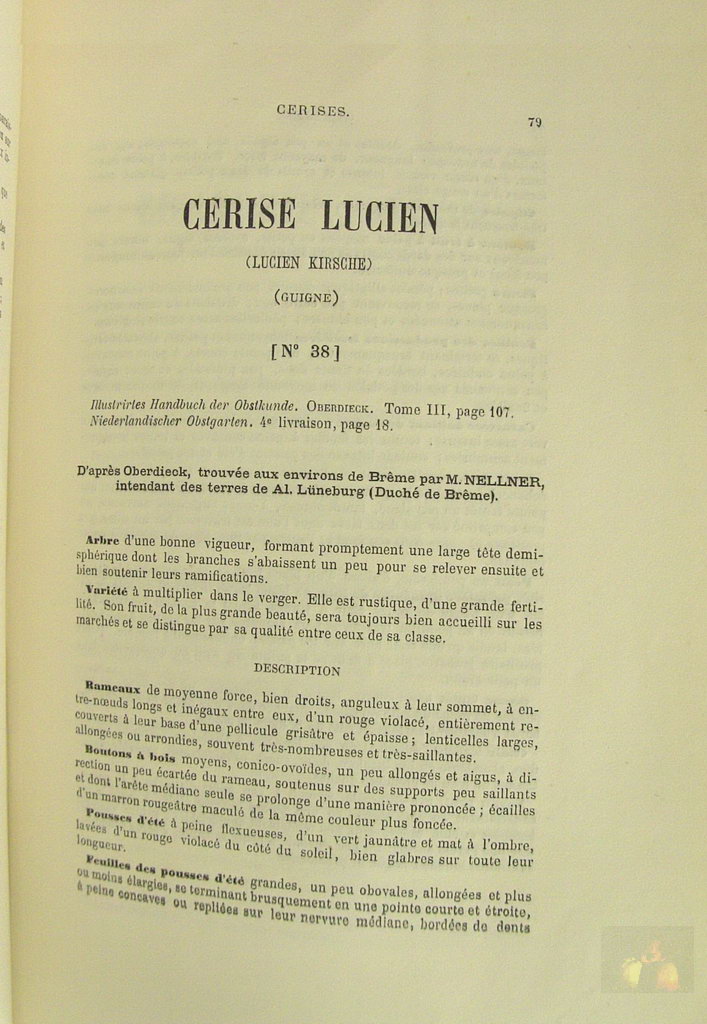 CERISES.
79
CERISE LUCIEN
(LUCIEN KIRSCHE)
(GUIGNE)
[N° 38]
Illustrirtes Handbuch der Obstkunde. OBERDIECK. Tome III, page 107.
Niederlandischer Obstgarten. 4e livraison, page 18.
D'après Oberdieck, trouvée aux environs de Brême par M. NELLNER,
intendant des terres de Al. Lüneburg (Duché de Brême).
Arbre d'une bonne vigueur, formant promptement une large tête demi-
sphérique dont les branches s'abaissent un peu pour se relever ensuite et
bien soutenir leurs ramifications.
Variété à multiplier dans le verger. Elle est rustique, d'une grande ferti-
lité. Son fruit, de la plus grande beauté, sera toujours bien accueilli sur les
marchés et se distingue par sa qualité entre ceux de sa classe.
DESCRIPTION
Rameaux de moyenne force, bien droits, anguleux à leur sommet, à en-
tre-nœuds longs et inégaux entre eux, d'un rouge violacé, entièrement re-
couverts à leur base d'une pellicule grisâtre et épaisse; lenticelles larges,
allongées ou arrondies, souvent très-nombreuses et très-saillantes.
Boutons à bois moyens, conico-ovoïdes, un peu allongés et aigus, à di-
rection un peu écartée du rameau, soutenus sur des supports peu saillants
et dont l'arête médiane seule se prolonge d'une manière prononcée; écailles
d'un marron rougeâtre maculé de la même couleur plus foncée.
Pousses d'été à peine flexueuses, d'un vert jaunâtre et mat à l'ombre,
lavées d'un rouge violacé du côté du soleil, bien glabres sur toute leur
longueur.
Feuilles des pousses d'été grandes, un peu obovales, allongées et plus
ou moins élargies, se terminant brusquement en une pointe courte et étroite,
à peine concaves ou repliées sur leur nervure médiane, bordées de dents